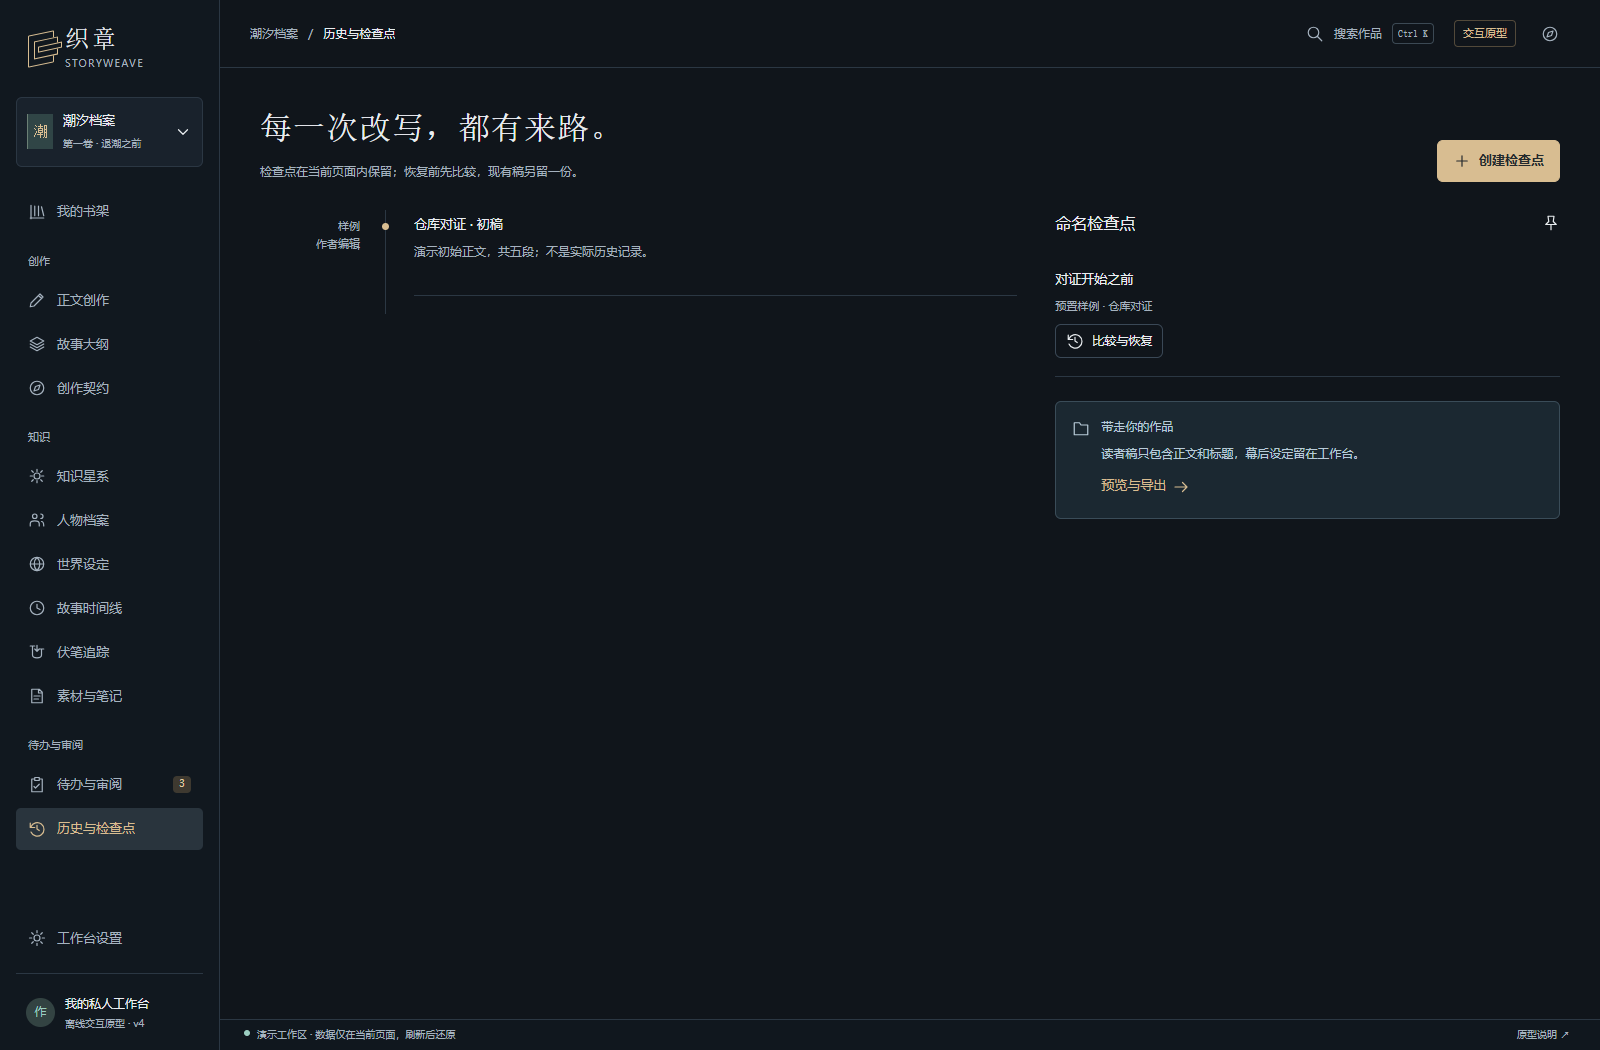 织章
STORYWEAVE
潮
潮汐档案
第一卷 · 退潮之前
我的书架
创作
正文创作
故事大纲
创作契约
知识
知识星系
人物档案
世界设定
故事时间线
伏笔追踪
素材与笔记
待办与审阅
待办与审阅 3
历史与检查点
工作台设置
作
我的私人工作台
离线交互原型 · v4
潮汐档案 / 历史与检查点
搜索作品 Ctrl K
交互原型
每一次改写，都有来路。
检查点在当前页面内保留；恢复前先比较，现有稿另留一份。
创建检查点
样例
作者编辑
仓库对证 · 初稿
演示初始正文，共五段；不是实际历史记录。
命名检查点
对证开始之前
预置样例 · 仓库对证
比较与恢复
带走你的作品
读者稿只包含正文和标题，幕后设定留在工作台。
预览与导出 →
演示工作区 · 数据仅在当前页面，刷新后还原
原型说明 ↗